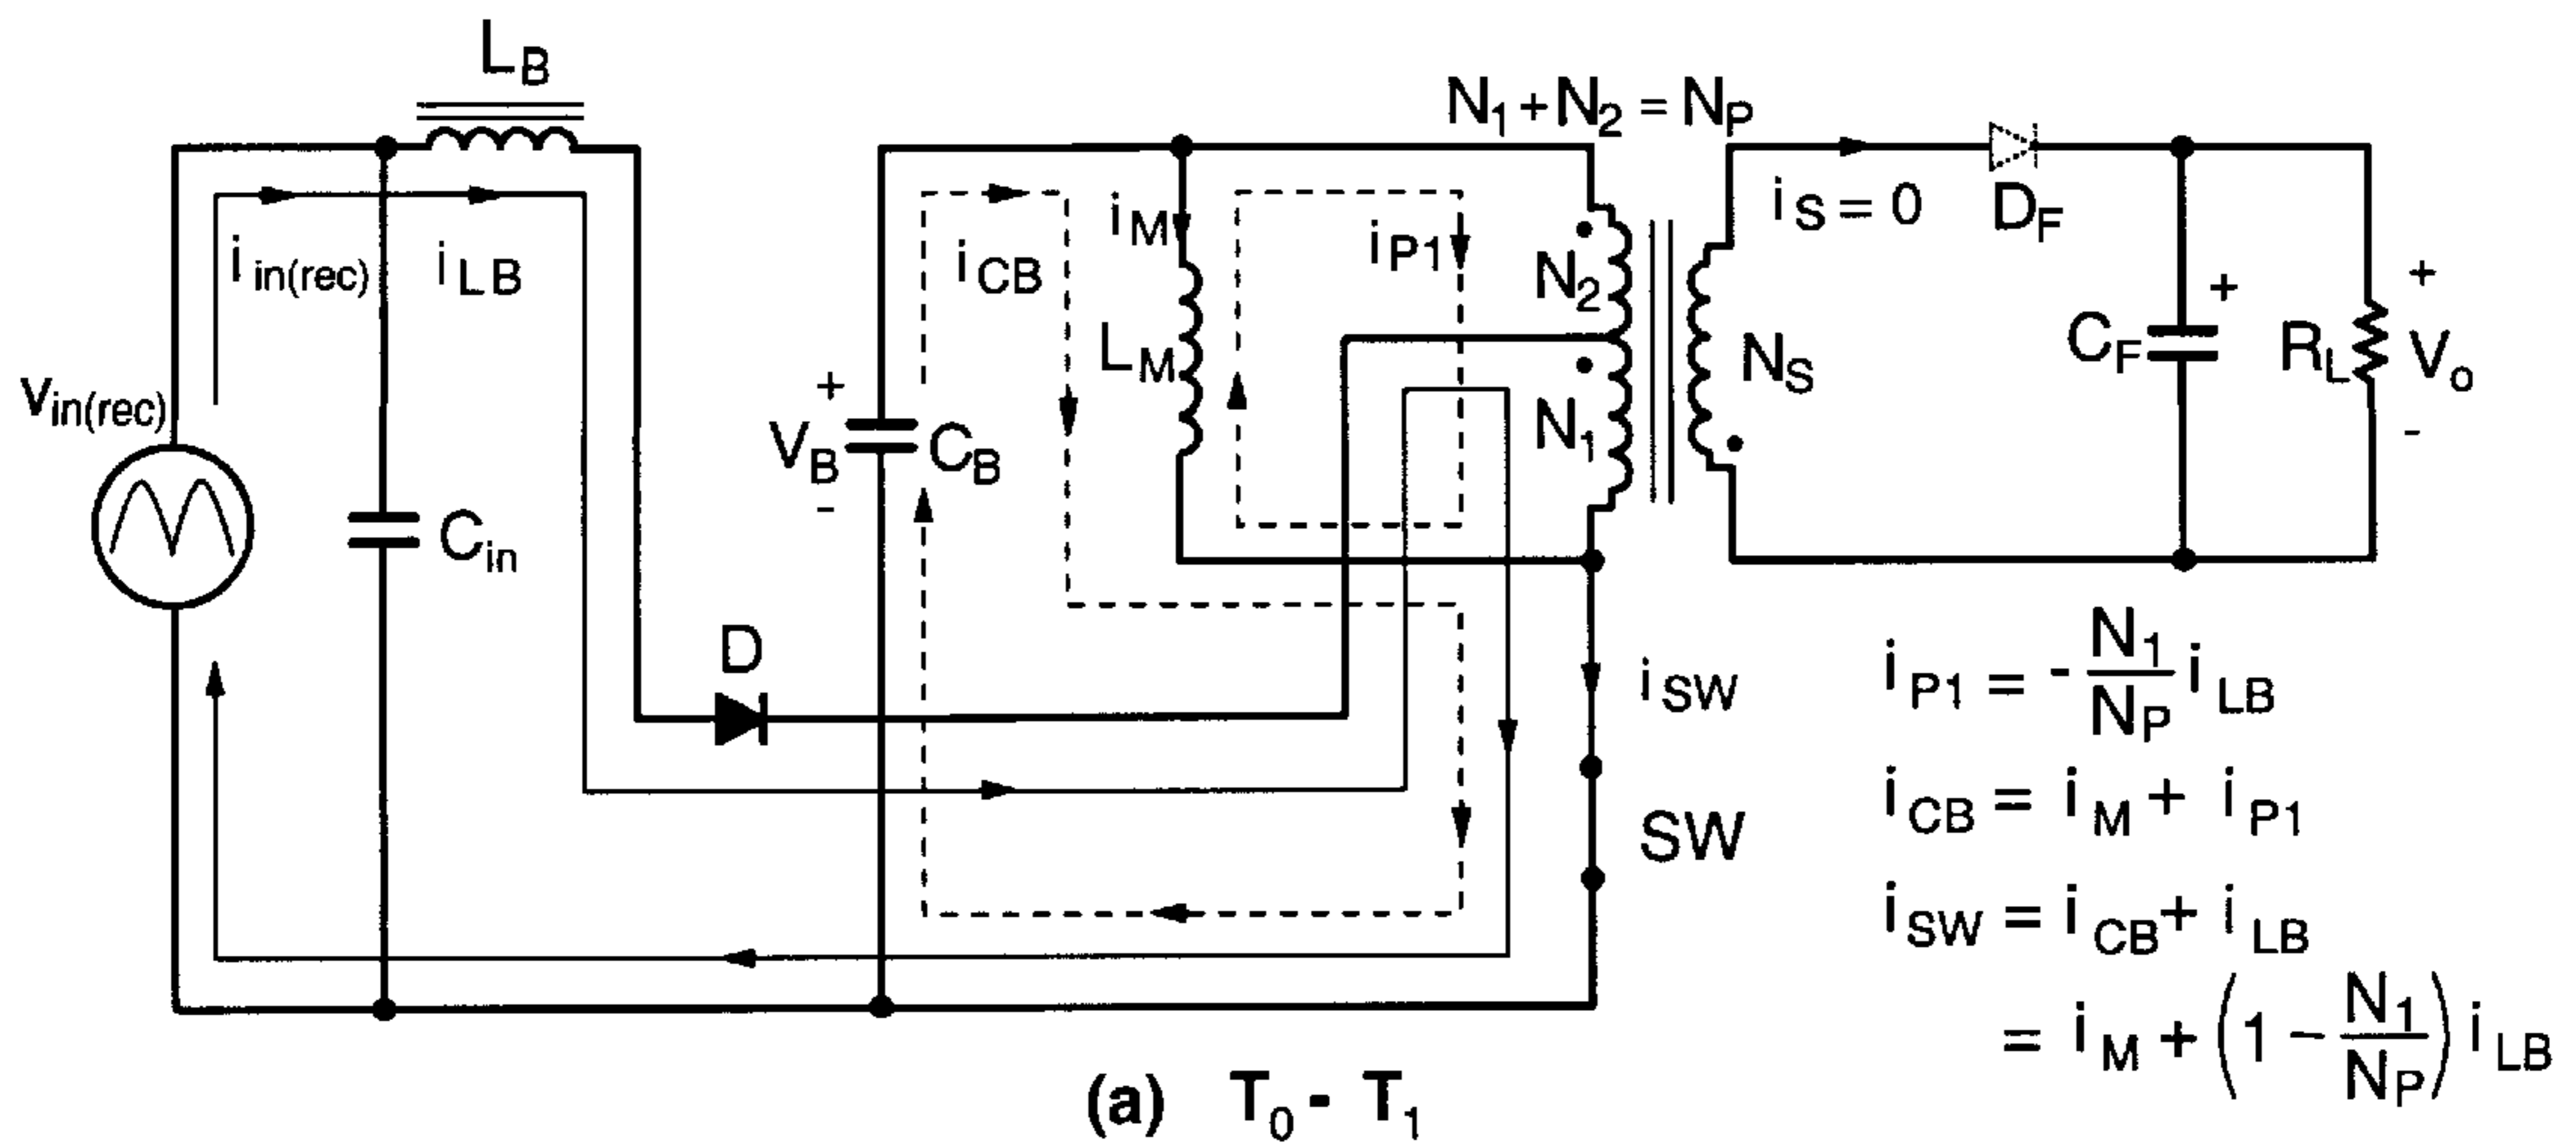 L_B
N_1 + N_2 = N_P
i_in(rec)
i_LB
i_CB
i_M
i_P1
N_2
i_S = 0
D_F
+
+
v_in(rec)
+
V_B
-
C_B
L_M
N_1
N_S
C_F
R_L
V_o
-
C_in
D
i_SW
SW
i_P1 = - N_1/N_P i_LB
i_CB = i_M + i_P1
i_SW = i_CB + i_LB
= i_M + (1 - N_1/N_P) i_LB
(a) T_0 - T_1